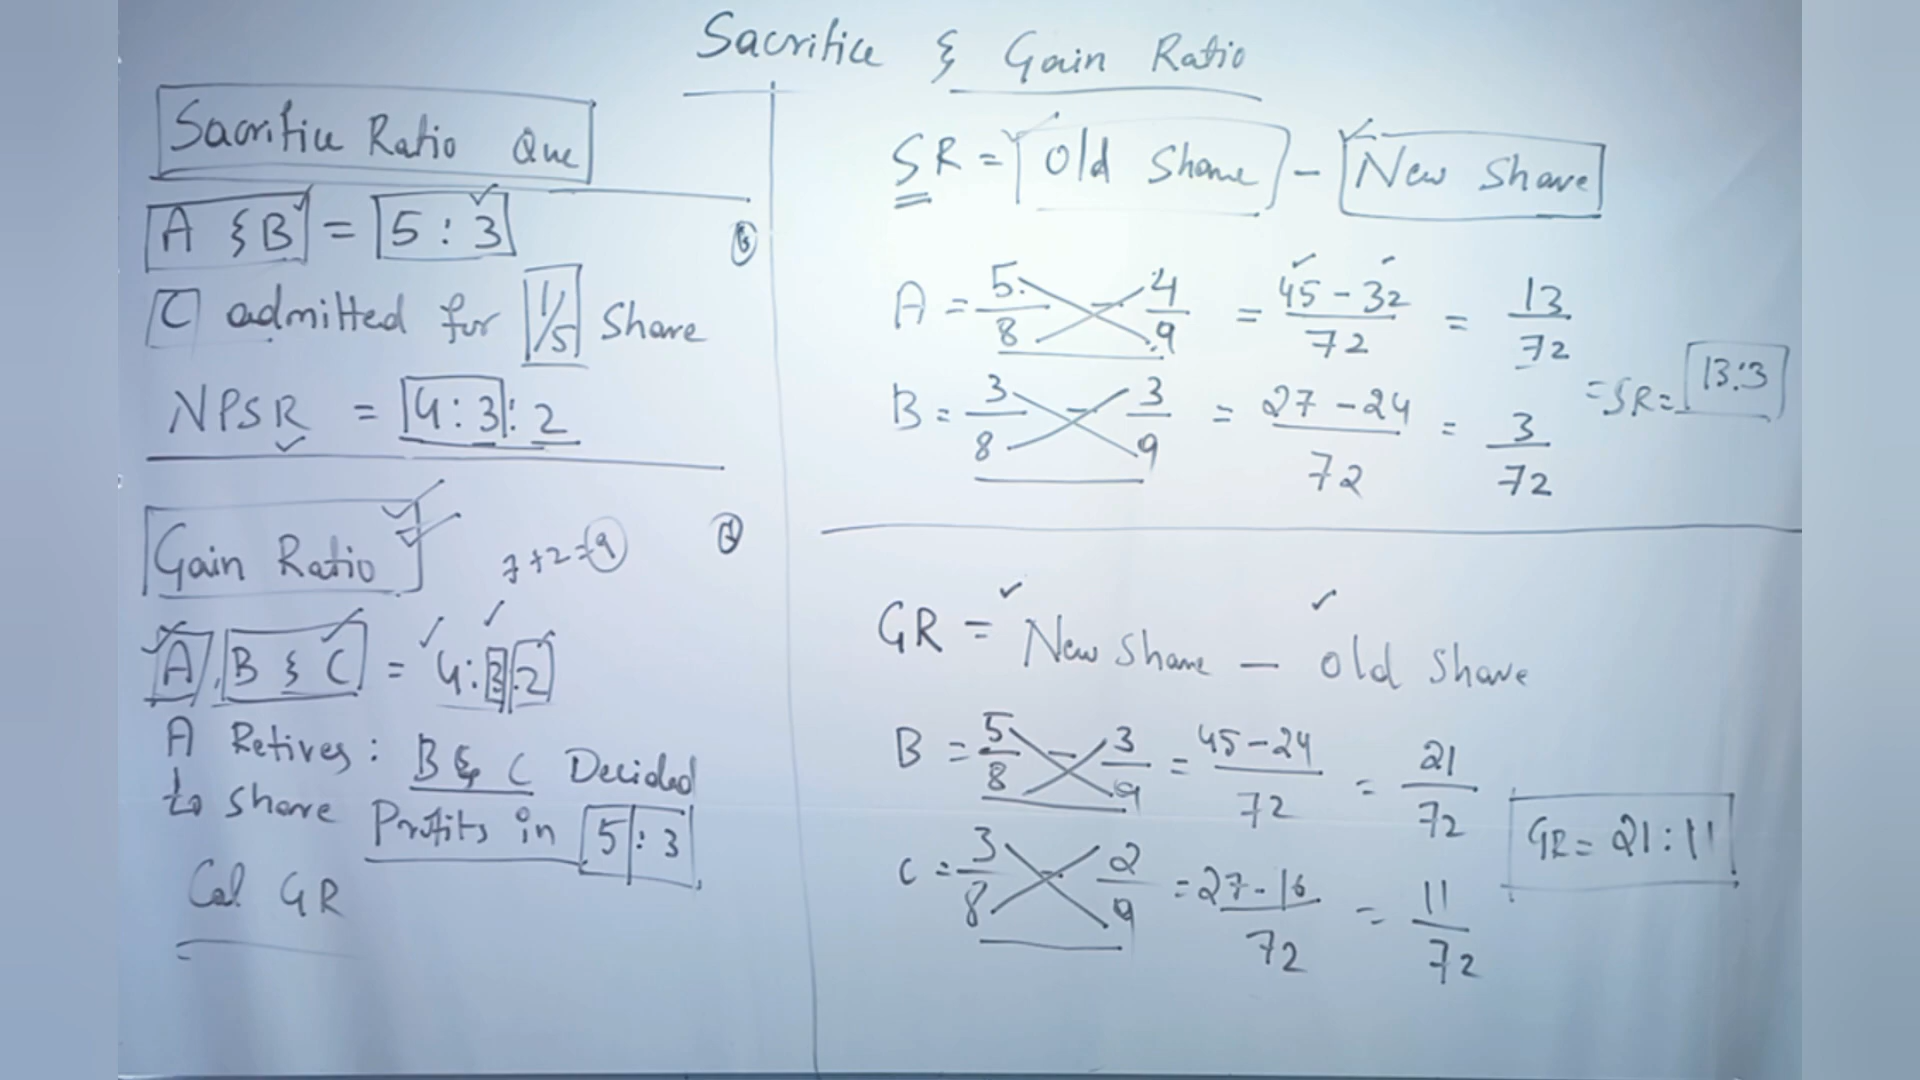 Sacrifice & Gain Ratio
Sacrifice Ratio Que
A & B = 5 : 3
C admitted for 1/5 Share
NPSR = 4 : 3 : 2
SR = Old Share - New Share
A = 5/8 - 4/9 = 45 - 32 / 72 = 13/72
B = 3/8 - 3/9 = 27 - 24 / 72 = 3/72
= SR = 13:3
Gain Ratio
7 + 2 = 9
A, B & C = 4 : 3 : 2
A Retires : B & C Decided
to share Profits in 5 : 3
Cal GR
GR = New Share - Old Share
B = 5/8 - 3/9 = 45 - 24 / 72 = 21/72
C = 3/8 - 2/9 = 27 - 16 / 72 = 11/72
GR = 21 : 11